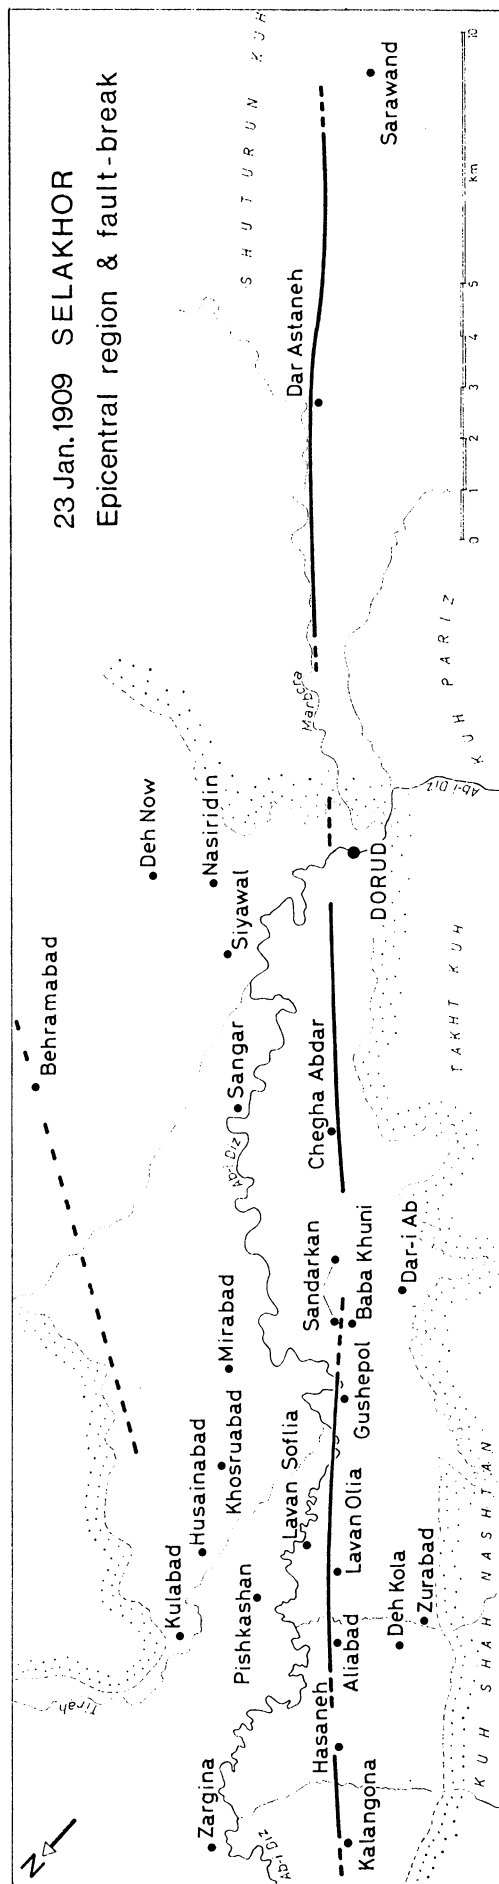 23 Jan. 1909 SELAKHOR
Epicentral region & fault-break
N
SHUTURUN KUH
Sarawand
Dar Astaneh
Km
0 1 2 3 4 5 10
Behramabad
Deh Now
Nasiridin
Siyawal
Sangar
Ab-i Diz
Marbora
DORUD
Ab-i Diz
KUH PARIZ
TAKHT KUH
Chegha Abdar
Sandarkan
Baba Khuni
Dar-i Ab
Mirabad
Gushepol
Khosruabad
Husainabad
Lavan Soflia
Lavan Olia
Kulabad
Pishkashan
Deh Kola
Zurabad
Aliabad
Hasaneh
Tirah
Zargina
Ab-i Diz
Kalangona
KUH SHAH NASHTAN